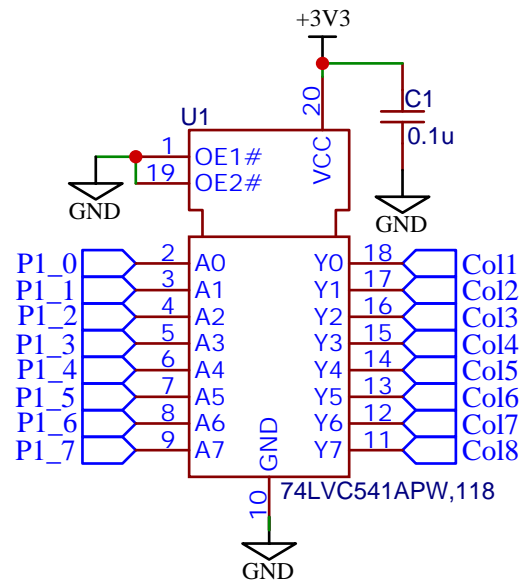 +3V3
U1
20
VCC
C1
0.1u
1 OE1#
19 OE2#
GND
GND
P1_0 2 A0 Y0 18 Col1
P1_1 3 A1 Y1 17 Col2
P1_2 4 A2 Y2 16 Col3
P1_3 5 A3 Y3 15 Col4
P1_4 6 A4 Y4 14 Col5
P1_5 7 A5 Y5 13 Col6
P1_6 8 A6 Y6 12 Col7
P1_7 9 A7 Y7 11 Col8
GND
10
74LVC541APW,118
GND